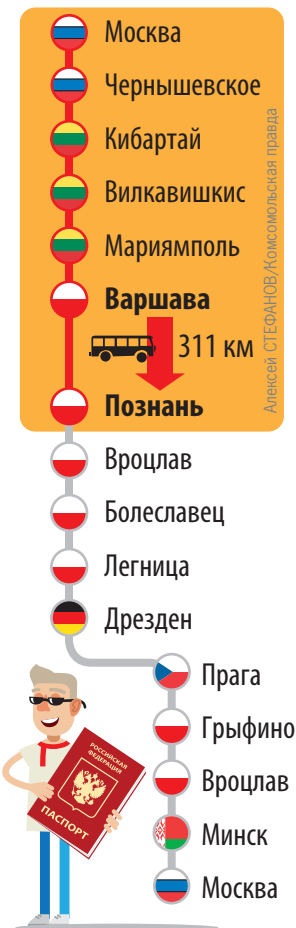 Москва
Чернышевское
Кибартай
Вилкавишкис
Мариямполь
Варшава
311 км
Познань
Алексей СТЕФАНОВ/Комсомольская правда
Вроцлав
Болеславец
Легница
Дрезден
Прага
Грыфино
Вроцлав
Минск
Москва
РОССИЙСКАЯ
ФЕДЕРАЦИЯ
ПАСПОРТ